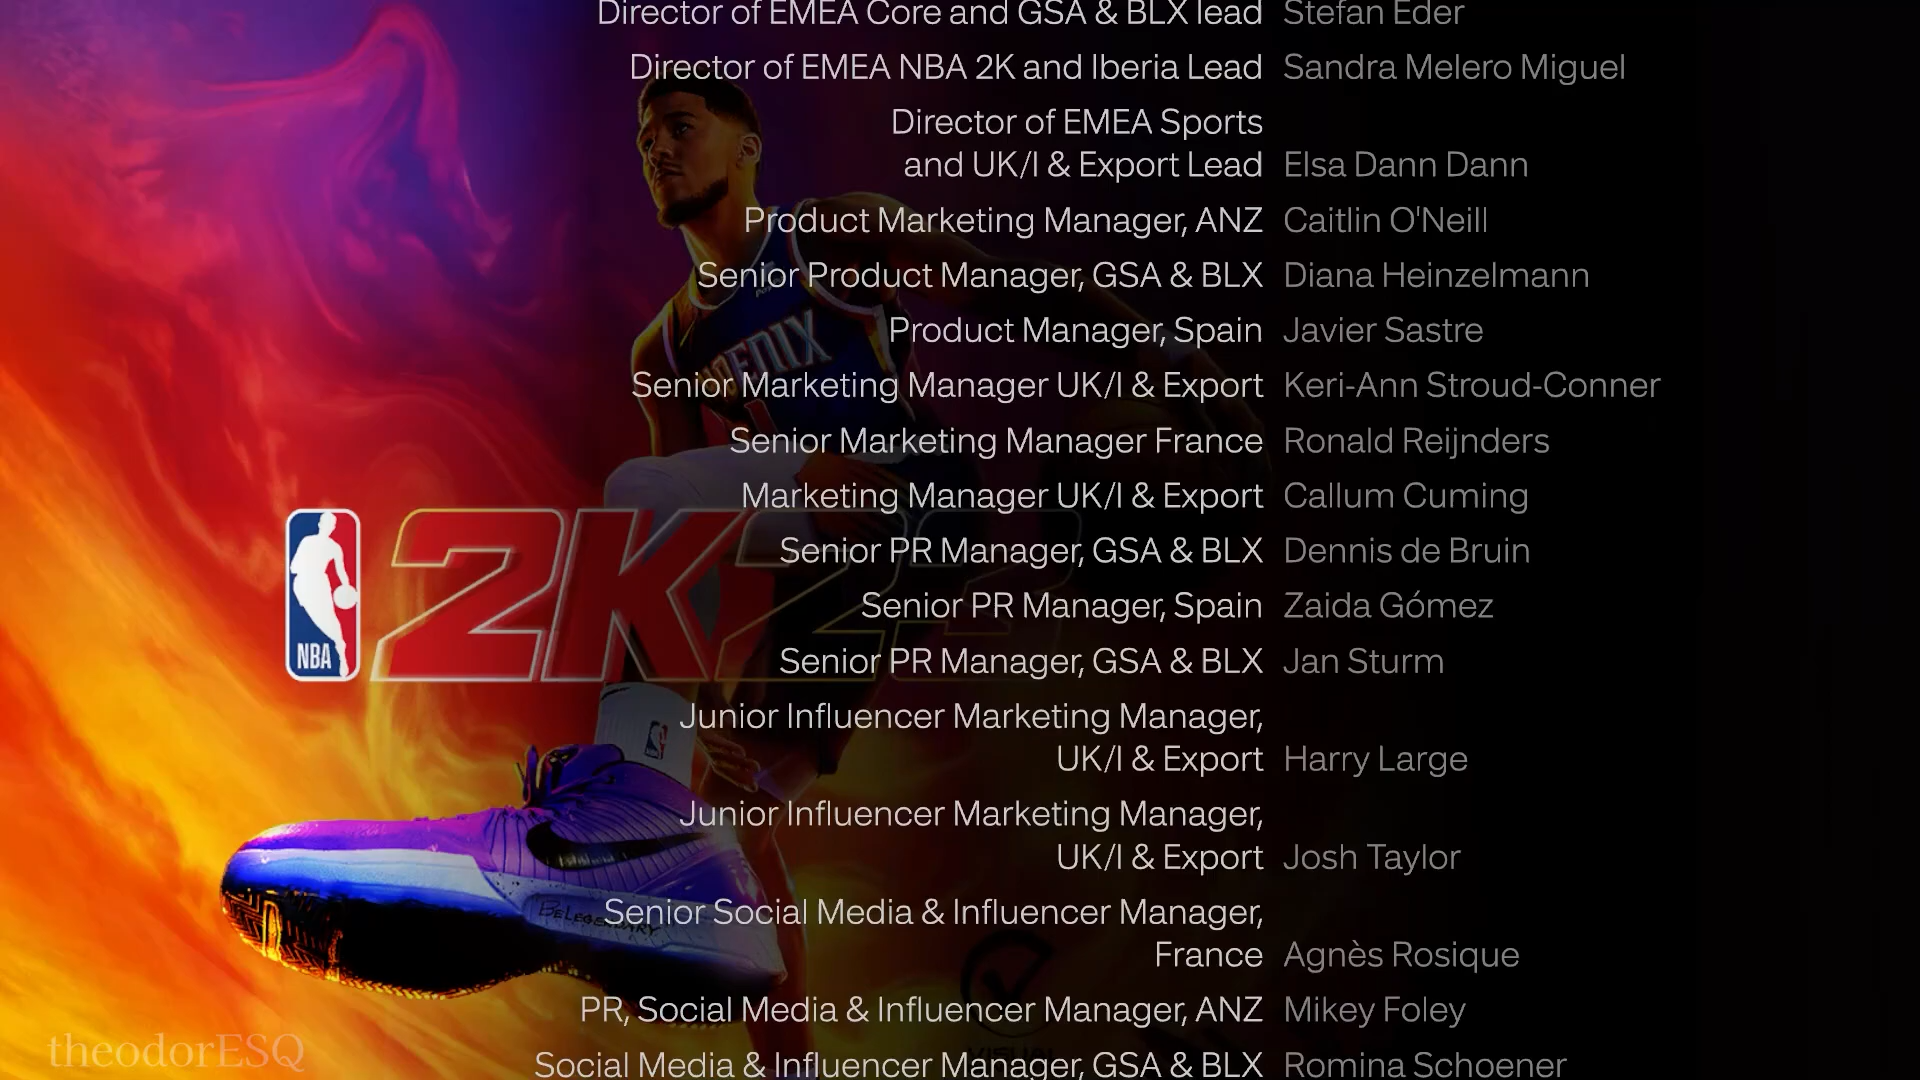 Director of EMEA Core and GSA & BLX lead Stefan Eder
Director of EMEA NBA 2K and Iberia Lead Sandra Melero Miguel
Director of EMEA Sports
and UK/I & Export Lead Elsa Dann Dann
Product Marketing Manager, ANZ Caitlin O'Neill
Senior Product Manager, GSA & BLX Diana Heinzelmann
Product Manager, Spain Javier Sastre
Senior Marketing Manager UK/I & Export Keri-Ann Stroud-Conner
Senior Marketing Manager France Ronald Reijnders
Marketing Manager UK/I & Export Callum Cuming
Senior PR Manager, GSA & BLX Dennis de Bruin
Senior PR Manager, Spain Zaida Gómez
Senior PR Manager, GSA & BLX Jan Sturm
Junior Influencer Marketing Manager,
UK/I & Export Harry Large
Junior Influencer Marketing Manager,
UK/I & Export Josh Taylor
Senior Social Media & Influencer Manager,
France Agnès Rosique
PR, Social Media & Influencer Manager, ANZ Mikey Foley
Social Media & Influencer Manager, GSA & BLX Romina Schoener
PHOENIX
1
NBA
2K23
NBA
BELEGENDARY
VISUAL
theodorESQ